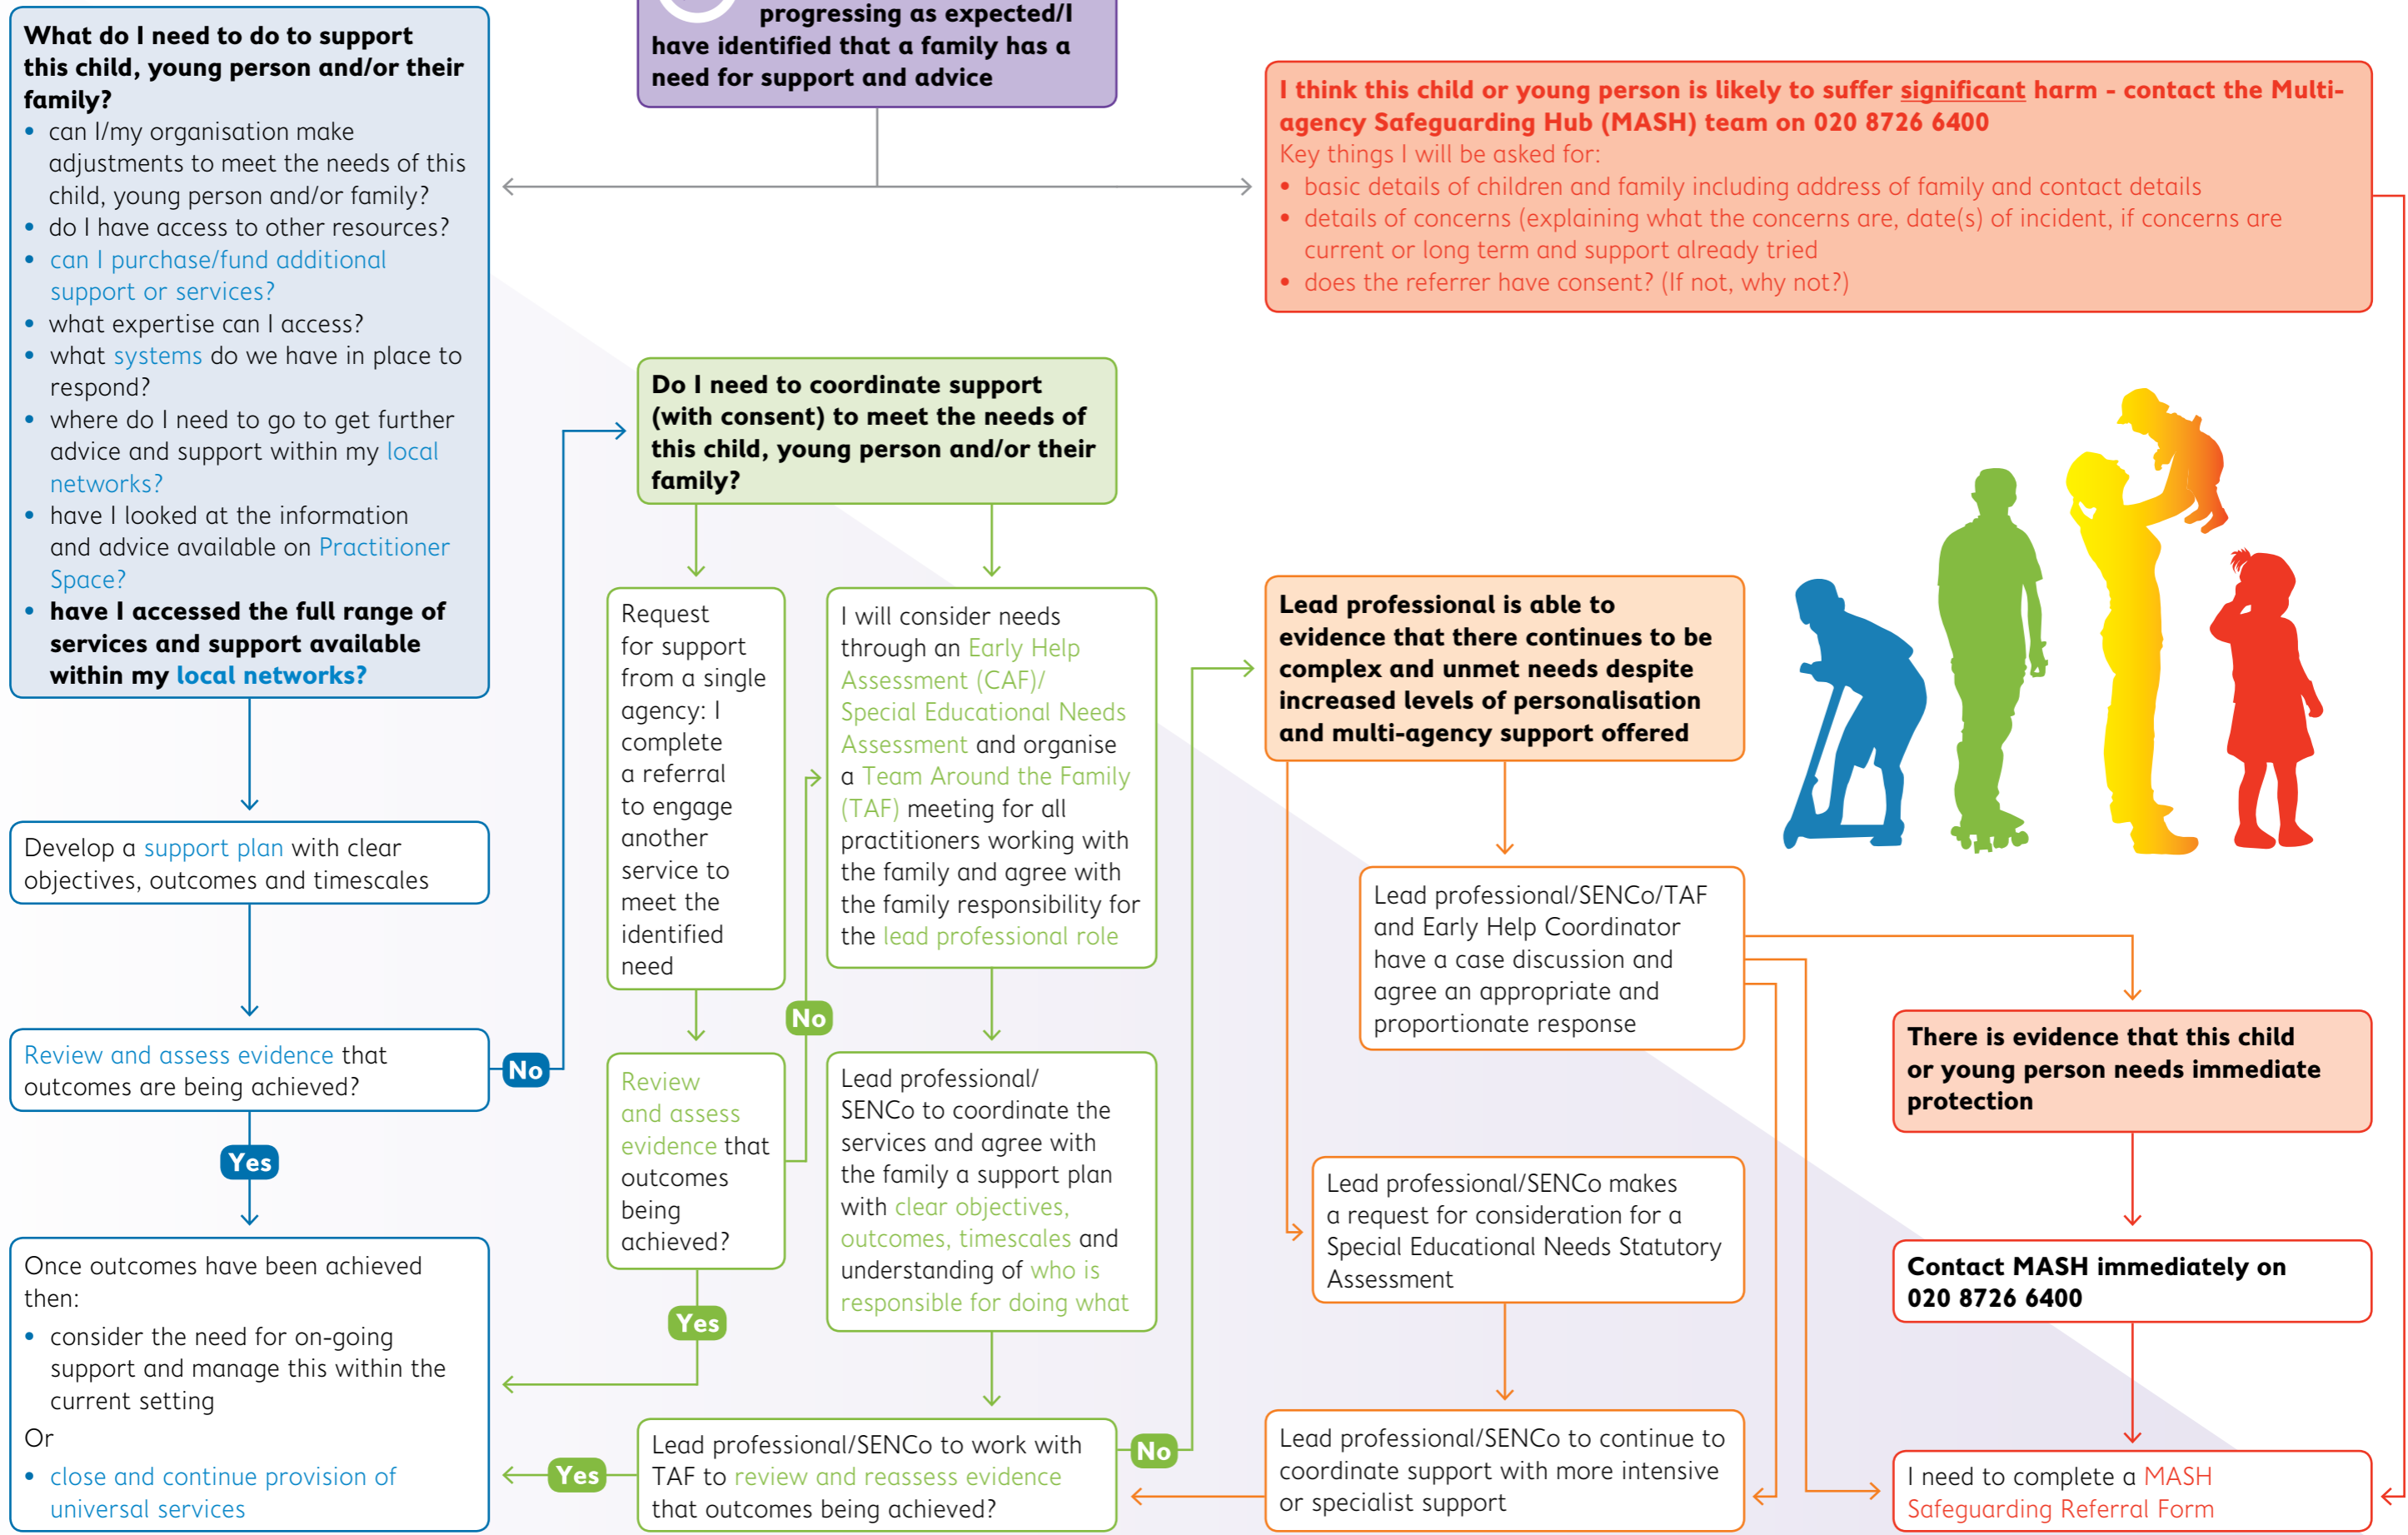 What do I need to do to support
this child, young person and/or their
family?
• can I/my organisation make
adjustments to meet the needs of this
child, young person and/or family?
• do I have access to other resources?
• can I purchase/fund additional
support or services?
• what expertise can I access?
• what systems do we have in place to
respond?
• where do I need to go to get further
advice and support within my local
networks?
• have I looked at the information
and advice available on Practitioner
Space?
• have I accessed the full range of
services and support available
within my local networks?
Develop a support plan with clear
objectives, outcomes and timescales
Review and assess evidence that
outcomes are being achieved?
No
Yes
Once outcomes have been achieved
then:
• consider the need for on-going
support and manage this within the
current setting
Or
• close and continue provision of
universal services
progressing as expected/I
have identified that a family has a
need for support and advice
Do I need to coordinate support
(with consent) to meet the needs of
this child, young person and/or their
family?
Request
for support
from a single
agency: I
complete
a referral
to engage
another
service to
meet the
identified
need
No
Review
and assess
evidence that
outcomes
being
achieved?
Yes
I will consider needs
through an Early Help
Assessment (CAF)/
Special Educational Needs
Assessment and organise
a Team Around the Family
(TAF) meeting for all
practitioners working with
the family and agree with
the family responsibility for
the lead professional role
Lead professional/
SENCo to coordinate the
services and agree with
the family a support plan
with clear objectives,
outcomes, timescales and
understanding of who is
responsible for doing what
Lead professional/SENCo to work with
TAF to review and reassess evidence
that outcomes being achieved?
Yes
No
I think this child or young person is likely to suffer significant harm - contact the Multi-
agency Safeguarding Hub (MASH) team on 020 8726 6400
Key things I will be asked for:
• basic details of children and family including address of family and contact details
• details of concerns (explaining what the concerns are, date(s) of incident, if concerns are
current or long term and support already tried
• does the referrer have consent? (If not, why not?)
Lead professional is able to
evidence that there continues to be
complex and unmet needs despite
increased levels of personalisation
and multi-agency support offered
Lead professional/SENCo/TAF
and Early Help Coordinator
have a case discussion and
agree an appropriate and
proportionate response
Lead professional/SENCo makes
a request for consideration for a
Special Educational Needs Statutory
Assessment
Lead professional/SENCo to continue to
coordinate support with more intensive
or specialist support
There is evidence that this child
or young person needs immediate
protection
Contact MASH immediately on
020 8726 6400
I need to complete a MASH
Safeguarding Referral Form